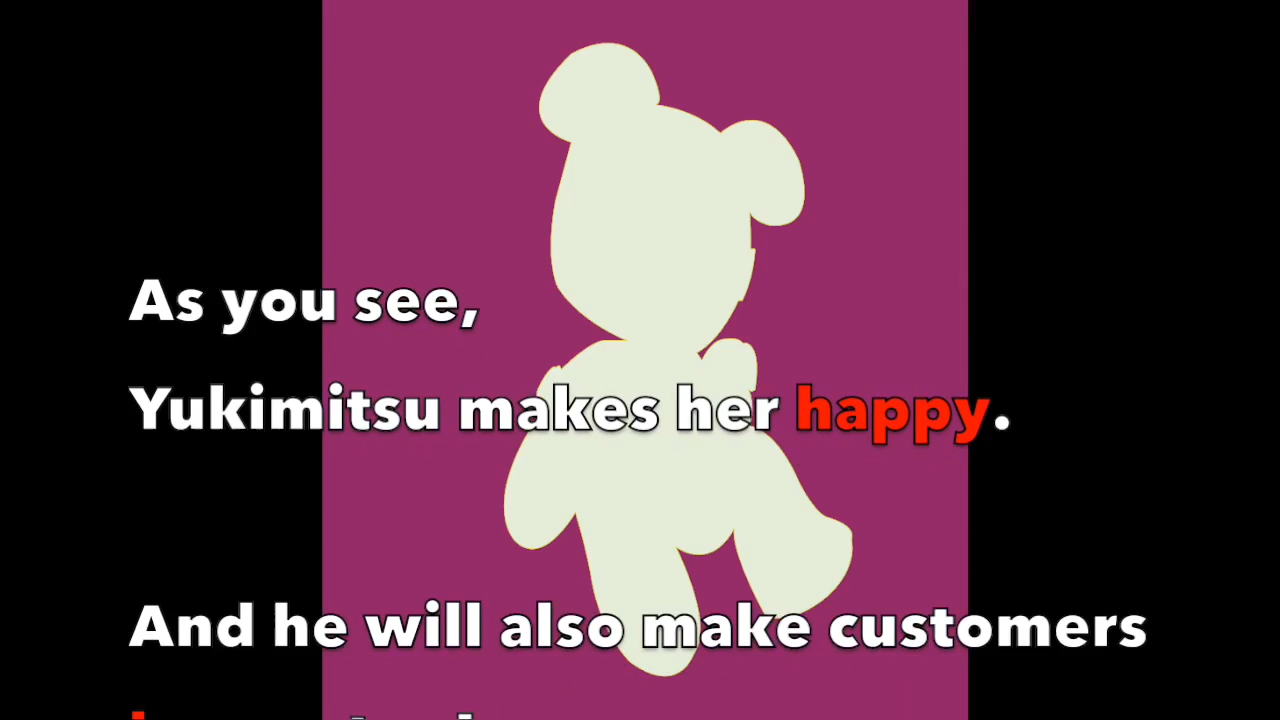 As you see,
Yukimitsu makes her happy.
And he will also make customers